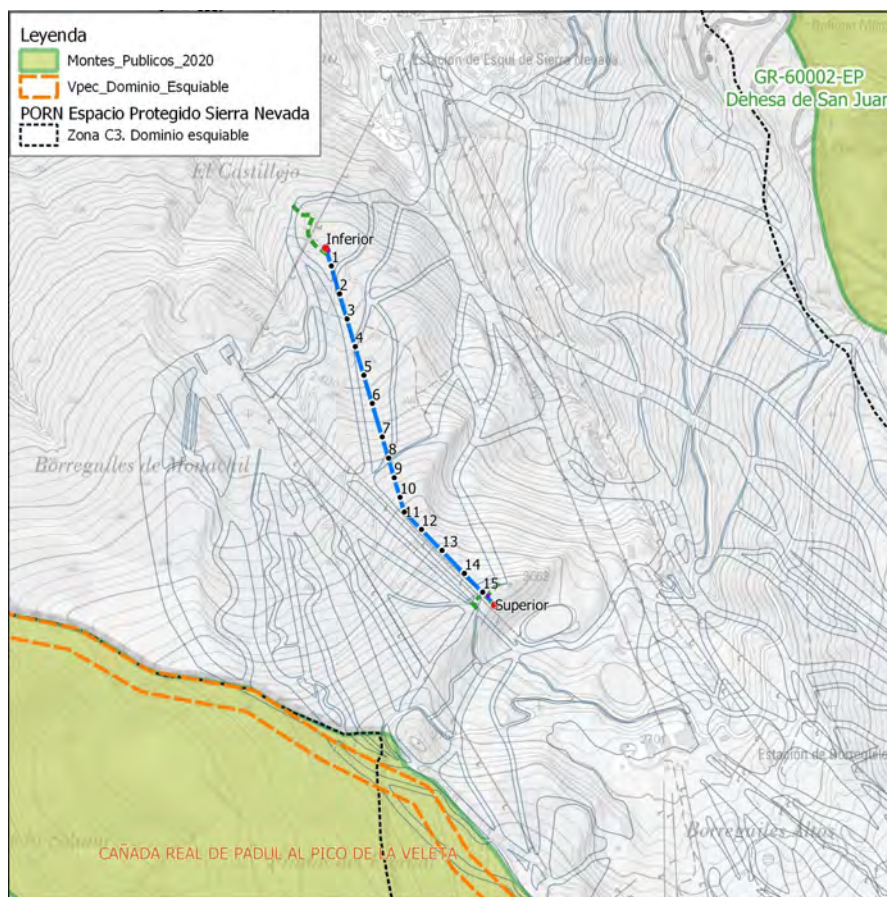 Leyenda
Montes_Publicos_2020
Vpec_Dominio_Esquiable
PORN Espacio Protegido Sierra Nevada
Zona C3. Dominio esquiable
Estación de Esquí de Sierra Nevada
GR-60002-EP
Dehesa de San Juan
El Castillejo
Inferior
1
2
3
4
5
6
7
8
9
10
11
12
13
14
15
Superior
Borreguiles de Monachil
Estación de Borreguiles
Borreguiles Altos
CAÑADA REAL DE PADUL AL PICO DE LA VELETA